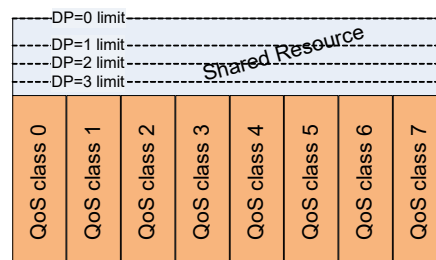 DP=0 limit
DP=1 limit
DP=2 limit
DP=3 limit
Shared Resource
QoS class 0
QoS class 1
QoS class 2
QoS class 3
QoS class 4
QoS class 5
QoS class 6
QoS class 7